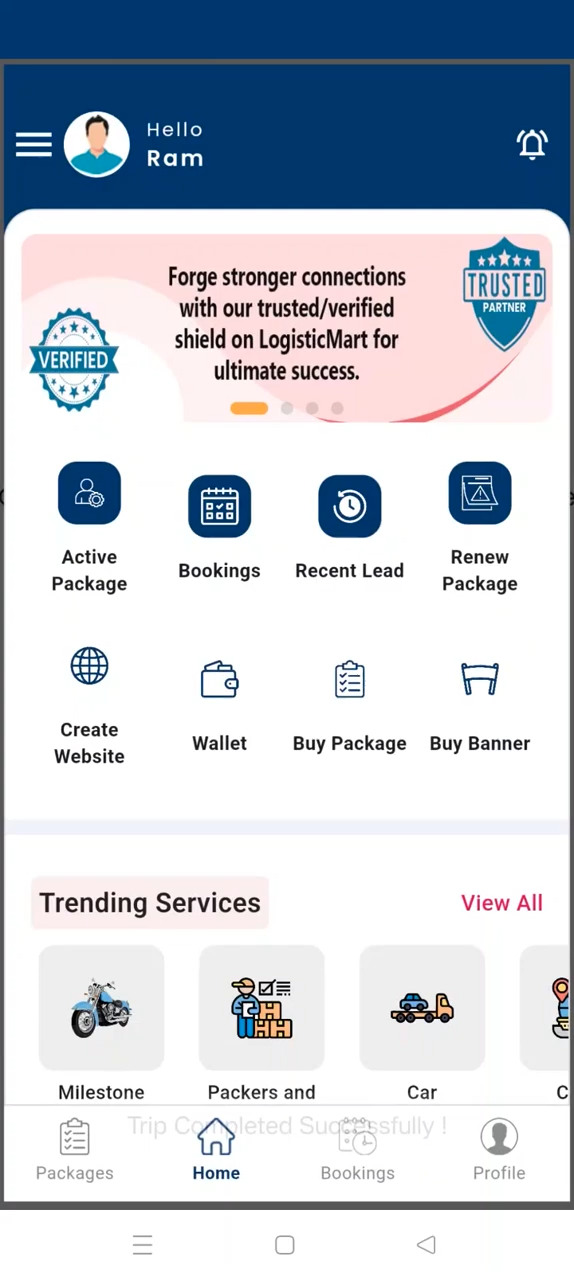 Hello
Ram
Forge stronger connections
with our trusted/verified
shield on LogisticMart for
ultimate success.
TRUSTED
PARTNER
VERIFIED
Active
Package
Bookings
Recent Lead
Renew
Package
Create
Website
Wallet
Buy Package
Buy Banner
Trending Services
View All
Milestone
Packers and
Car
C
Trip Completed Successfully !
Packages
Home
Bookings
Profile